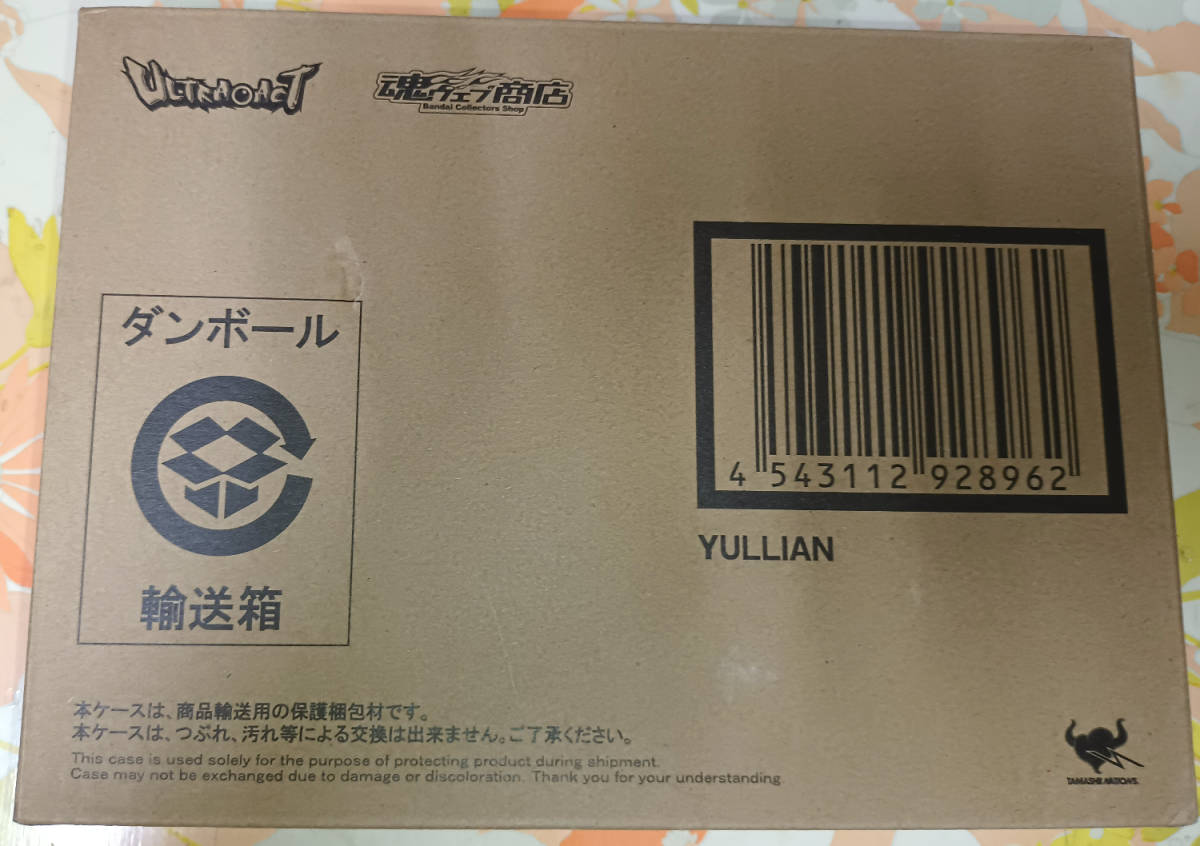 ULTRA-ACT
魂ウェブ商店
Bandai Collectors Shop
ダンボール
輸送箱
4 543112 928962
YULLIAN
本ケースは、商品輸送用の保護梱包材です。
本ケースは、つぶれ、汚れ等による交換は出来ません。ご了承ください。
This case is used solely for the purpose of protecting product during shipment.
Case may not be exchanged due to damage or discoloration. Thank you for your understanding.
TAMASHII NATIONS